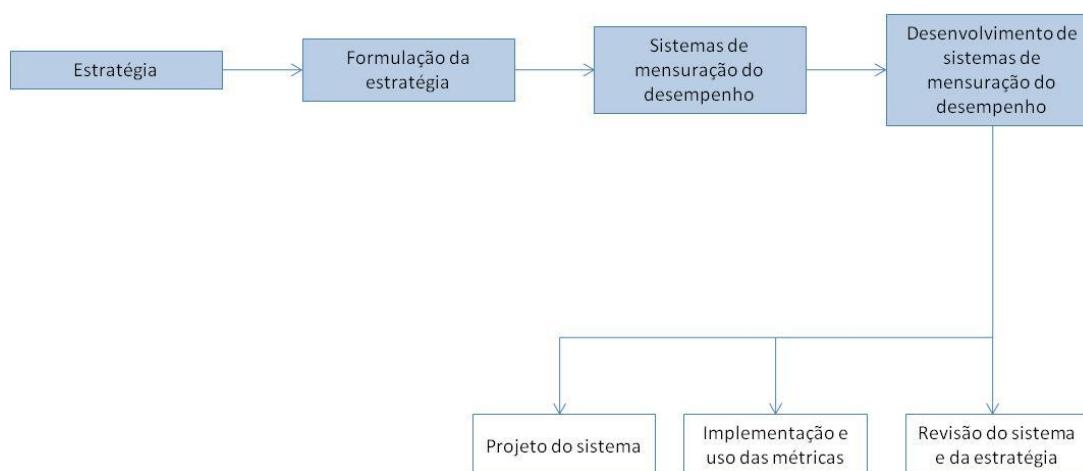 Estratégia
Formulação da
estratégia
Sistemas de
mensuração do
desempenho
Desenvolvimento de
sistemas de
mensuração do
desempenho
Projeto do sistema
Implementação e
uso das métricas
Revisão do sistema
e da estratégia